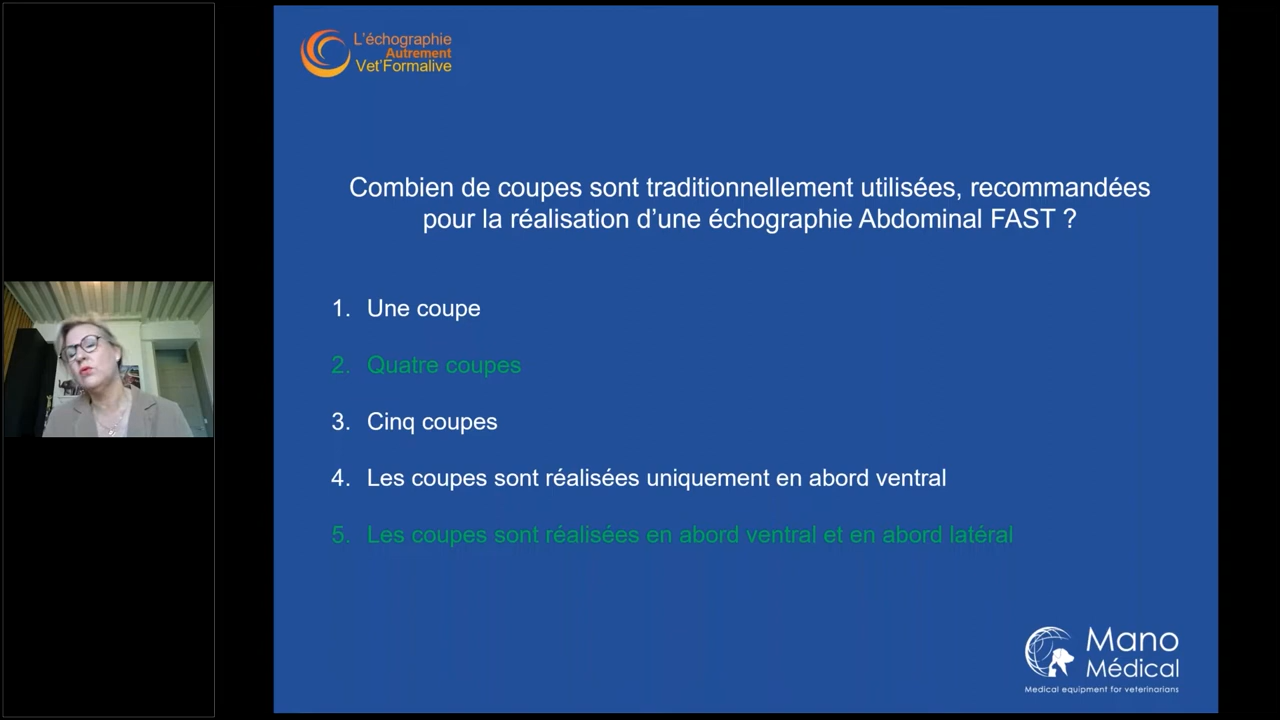 L'échographie
Autrement
Vet'Formalive
Combien de coupes sont traditionnellement utilisées, recommandées
pour la réalisation d'une échographie Abdominal FAST ?
1. Une coupe
2. Quatre coupes
3. Cinq coupes
4. Les coupes sont réalisées uniquement en abord ventral
5. Les coupes sont réalisées en abord ventral et en abord latéral
Mano
Médical
Medical equipment for veterinarians